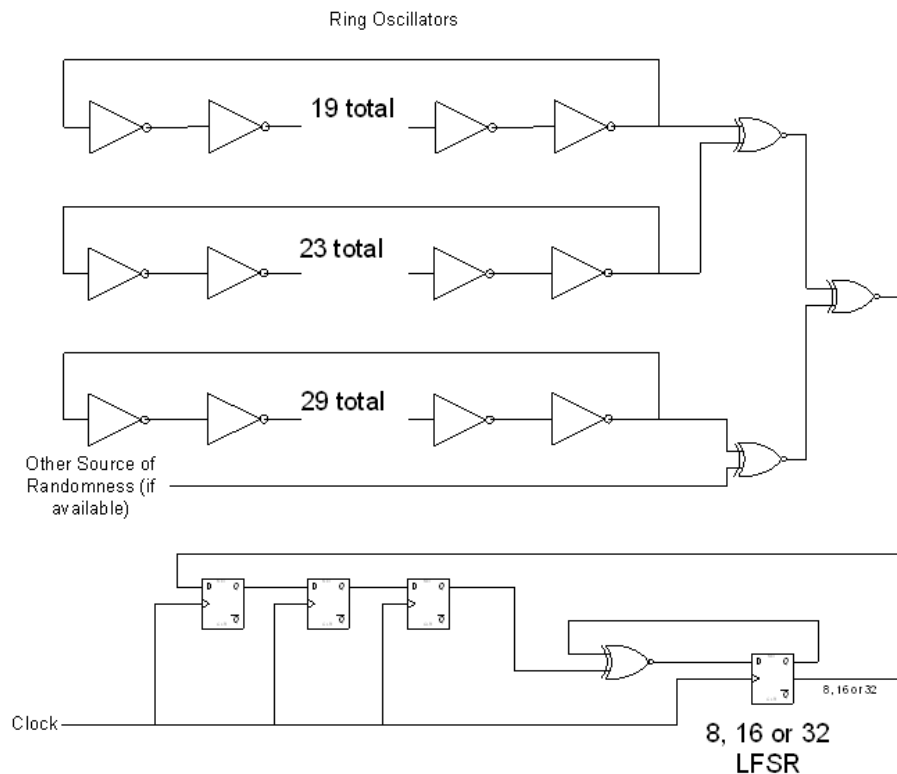 Ring Oscillators
19 total
23 total
29 total
Other Source of
Randomness (if
available)
D Q
Q
D Q
Q
D Q
Q
D Q
Q
8, 16 or 32
Clock
8, 16 or 32
LFSR